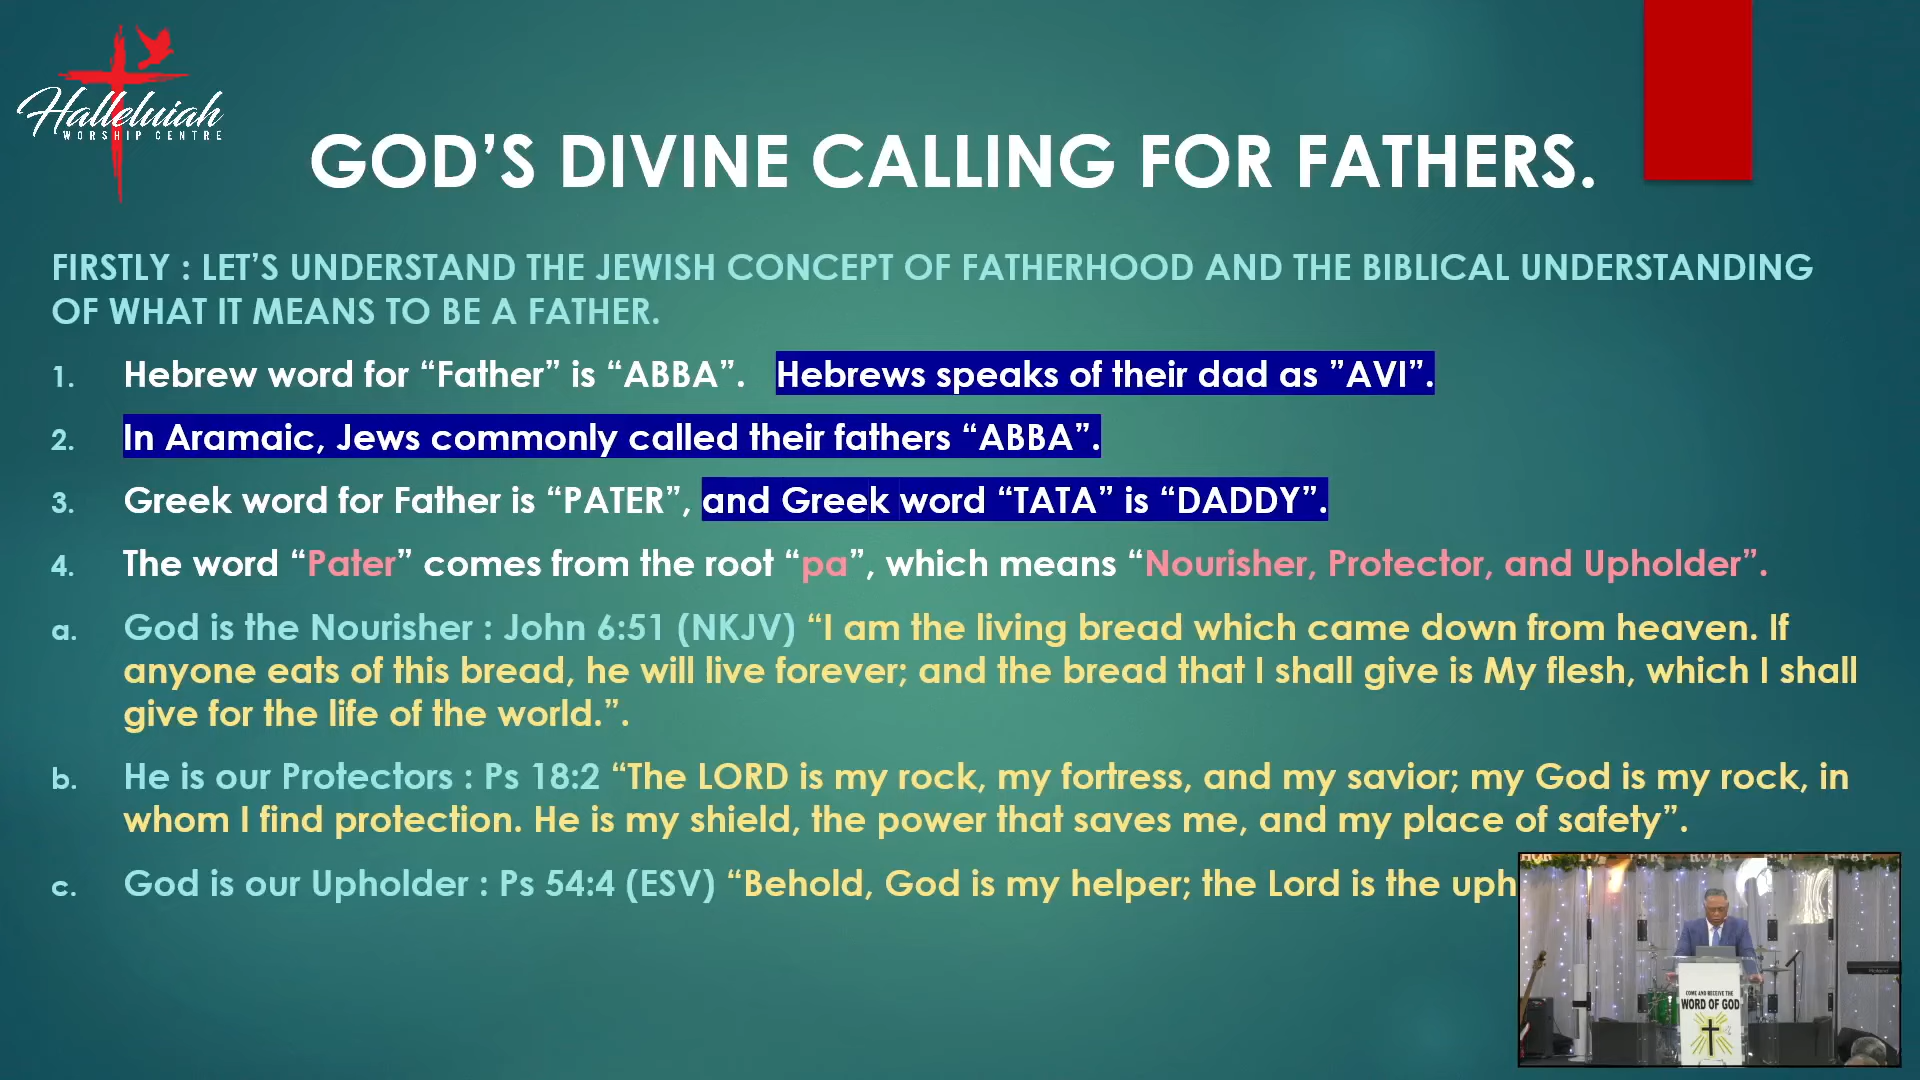 Halleluiah
WORSHIP CENTRE
GOD’S DIVINE CALLING FOR FATHERS.
FIRSTLY : LET’S UNDERSTAND THE JEWISH CONCEPT OF FATHERHOOD AND THE BIBLICAL UNDERSTANDING
OF WHAT IT MEANS TO BE A FATHER.
1. Hebrew word for “Father” is “ABBA”. Hebrews speaks of their dad as ”AVI”.
2. In Aramaic, Jews commonly called their fathers “ABBA”.
3. Greek word for Father is “PATER”, and Greek word “TATA” is “DADDY”.
4. The word “Pater” comes from the root “pa”, which means “Nourisher, Protector, and Upholder”.
a. God is the Nourisher : John 6:51 (NKJV) “I am the living bread which came down from heaven. If
anyone eats of this bread, he will live forever; and the bread that I shall give is My flesh, which I shall
give for the life of the world.”.
b. He is our Protectors : Ps 18:2 “The LORD is my rock, my fortress, and my savior; my God is my rock, in
whom I find protection. He is my shield, the power that saves me, and my place of safety”.
c. God is our Upholder : Ps 54:4 (ESV) “Behold, God is my helper; the Lord is the uph
COME AND RECEIVE THE
WORD OF GOD